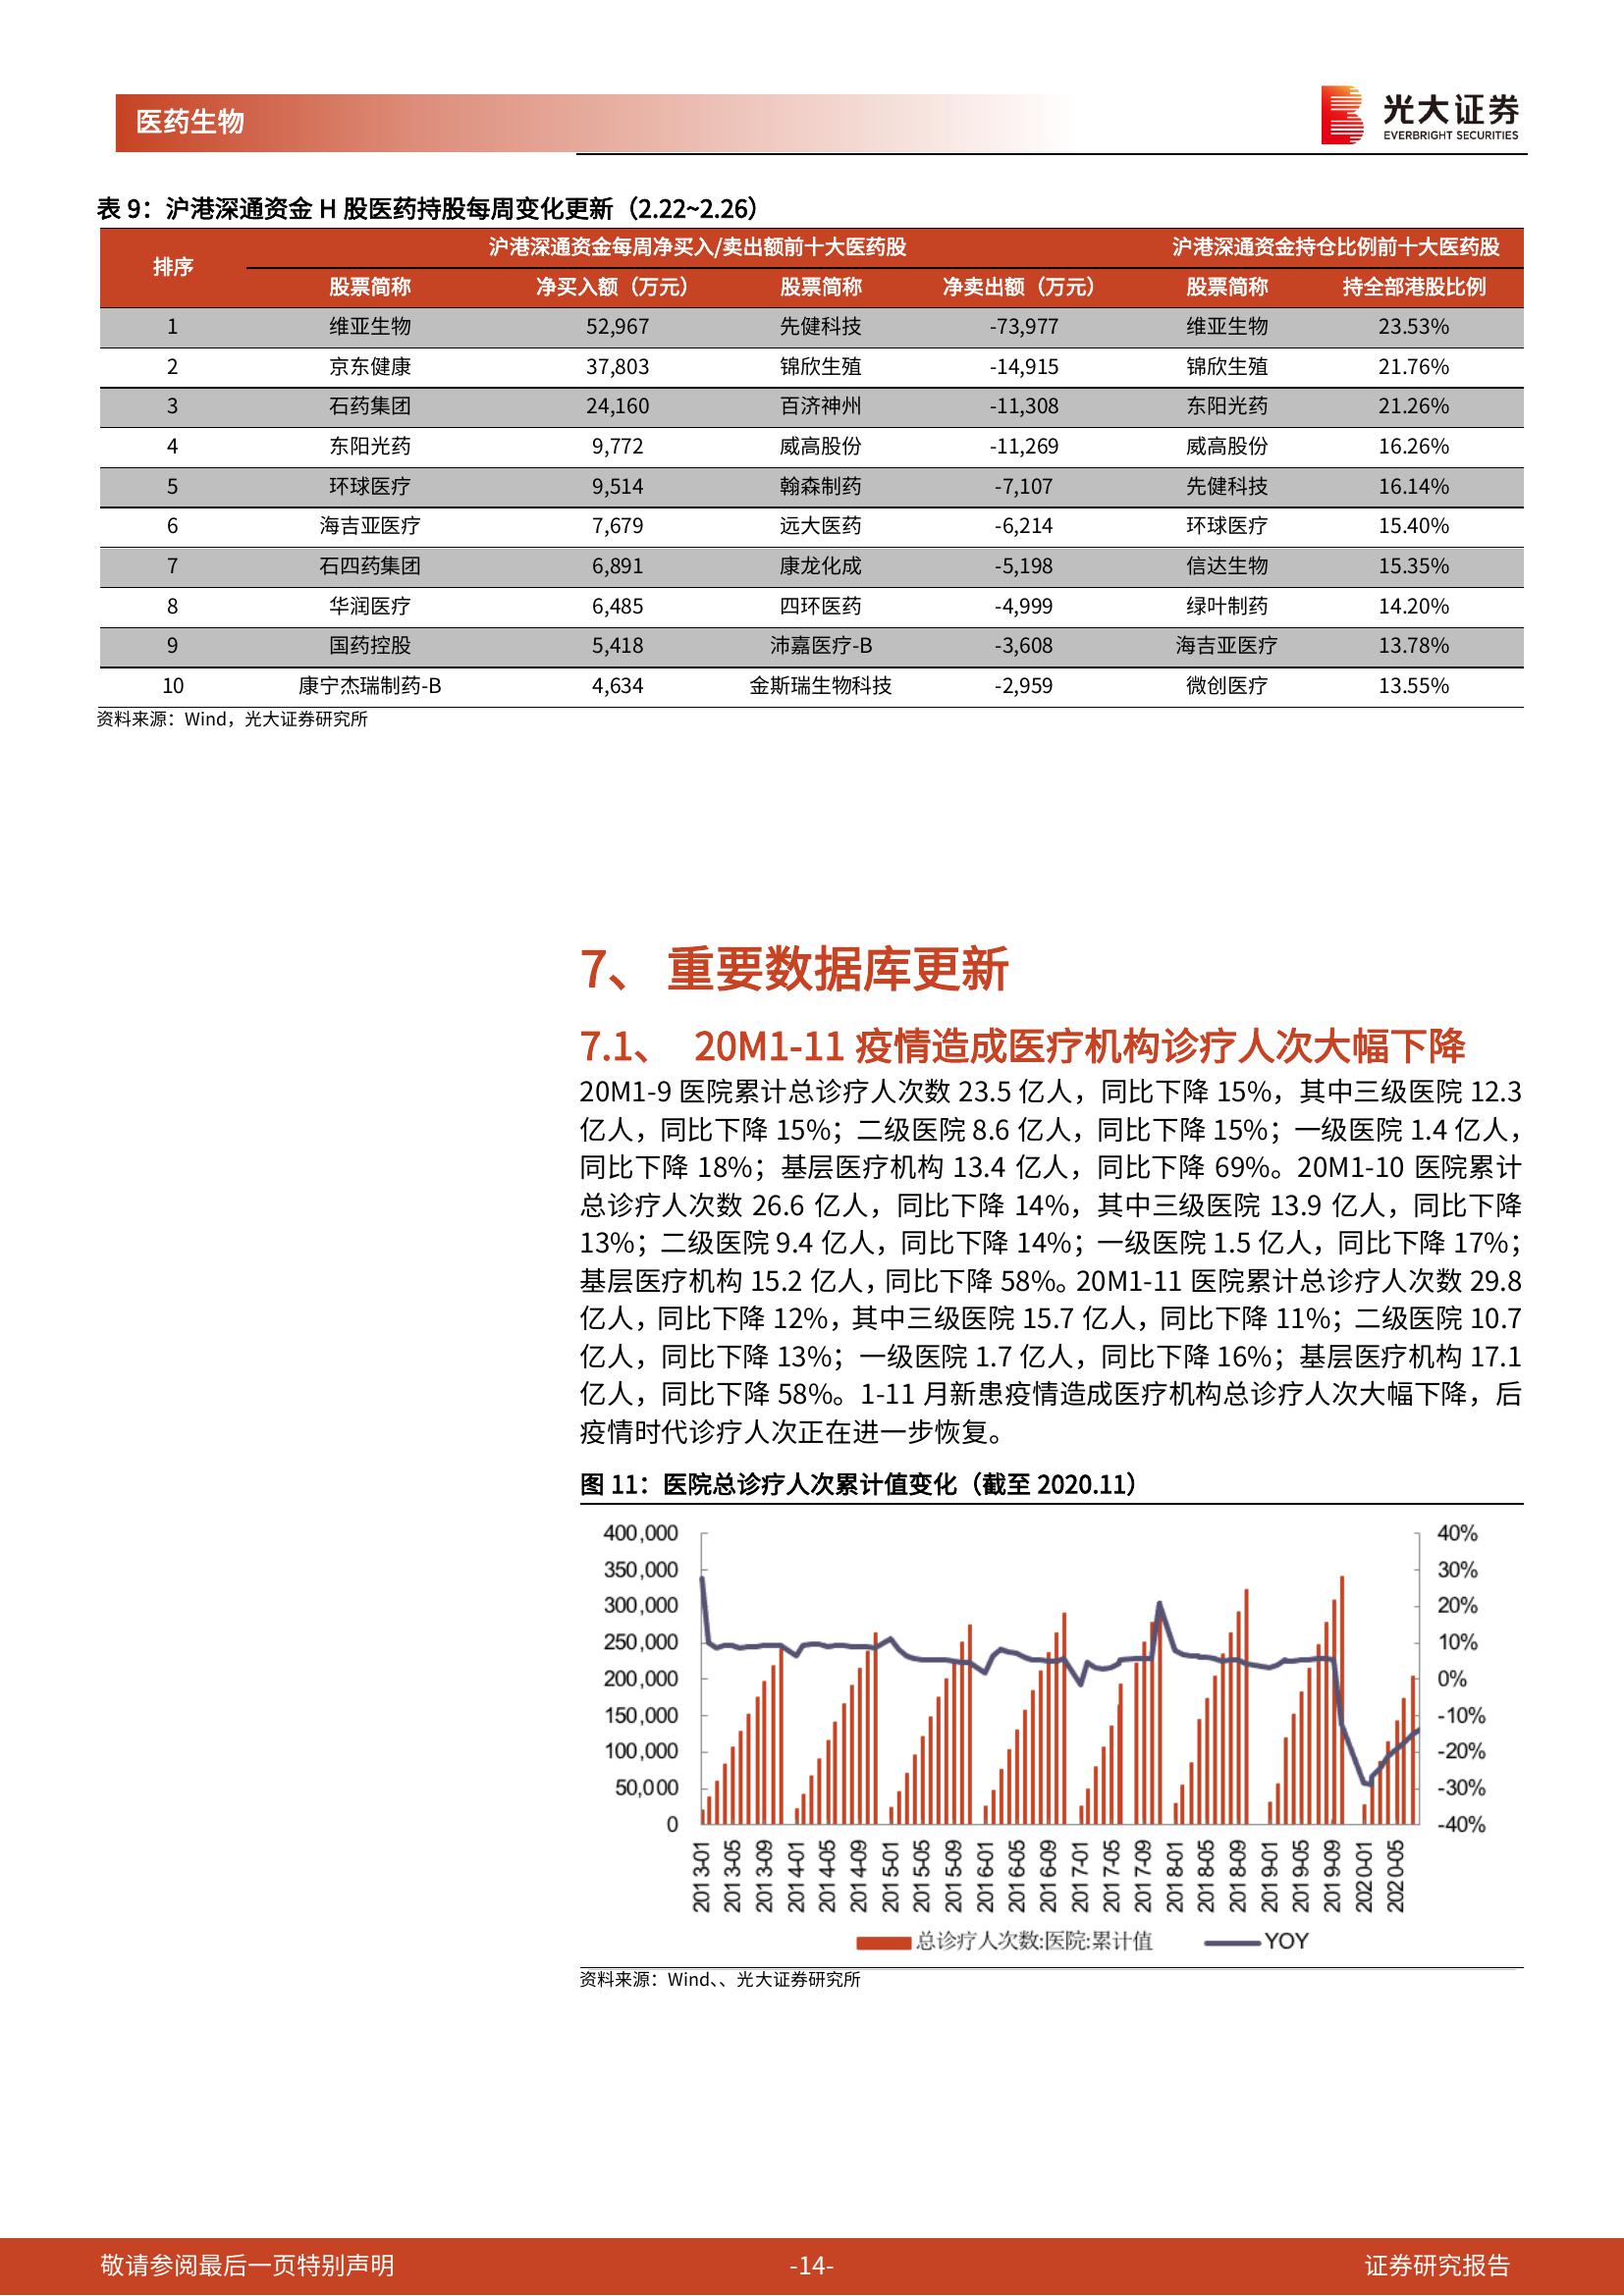 医药生物
光大证券
EVERBRIGHT SECURITIES
表 9：沪港深通资金 H 股医药持股每周变化更新（2.22~2.26）
排序 沪港深通资金每周净买入/卖出额前十大医药股 沪港深通资金持仓比例前十大医药股
股票简称 净买入额（万元） 股票简称 净卖出额（万元） 股票简称 持全部港股比例
1 维亚生物 52,967 先健科技 -73,977 维亚生物 23.53%
2 京东健康 37,803 锦欣生殖 -14,915 锦欣生殖 21.76%
3 石药集团 24,160 百济神州 -11,308 东阳光药 21.26%
4 东阳光药 9,772 威高股份 -11,269 威高股份 16.26%
5 环球医疗 9,514 翰森制药 -7,107 先健科技 16.14%
6 海吉亚医疗 7,679 远大医药 -6,214 环球医疗 15.40%
7 石四药集团 6,891 康龙化成 -5,198 信达生物 15.35%
8 华润医疗 6,485 四环医药 -4,999 绿叶制药 14.20%
9 国药控股 5,418 沛嘉医疗-B -3,608 海吉亚医疗 13.78%
10 康宁杰瑞制药-B 4,634 金斯瑞生物科技 -2,959 微创医疗 13.55%
资料来源：Wind，光大证券研究所
7、 重要数据库更新
7.1、 20M1-11 疫情造成医疗机构诊疗人次大幅下降
20M1-9 医院累计总诊疗人次数 23.5 亿人，同比下降 15%，其中三级医院 12.3
亿人，同比下降 15%；二级医院 8.6 亿人，同比下降 15%；一级医院 1.4 亿人，
同比下降 18%；基层医疗机构 13.4 亿人，同比下降 69%。20M1-10 医院累计
总诊疗人次数 26.6 亿人，同比下降 14%，其中三级医院 13.9 亿人，同比下降
13%；二级医院 9.4 亿人，同比下降 14%；一级医院 1.5 亿人，同比下降 17%；
基层医疗机构 15.2 亿人，同比下降 58%。20M1-11 医院累计总诊疗人次数 29.8
亿人，同比下降 12%，其中三级医院 15.7 亿人，同比下降 11%；二级医院 10.7
亿人，同比下降 13%；一级医院 1.7 亿人，同比下降 16%；基层医疗机构 17.1
亿人，同比下降 58%。1-11 月新患疫情造成医疗机构总诊疗人次大幅下降，后
疫情时代诊疗人次正在进一步恢复。
图 11：医院总诊疗人次累计值变化（截至 2020.11）
400,000 40%
350,000 30%
300,000 20%
250,000 10%
200,000 0%
150,000 -10%
100,000 -20%
50,000 -30%
0 -40%
2013-01 2013-05 2013-09 2014-01 2014-05 2014-09 2015-01 2015-05 2015-09 2016-01 2016-05 2016-09 2017-01 2017-05 2017-09 2018-01 2018-05 2018-09 2019-01 2019-05 2019-09 2020-01 2020-05
总诊疗人次数:医院:累计值 YOY
资料来源：Wind、、光大证券研究所
敬请参阅最后一页特别声明 -14- 证券研究报告